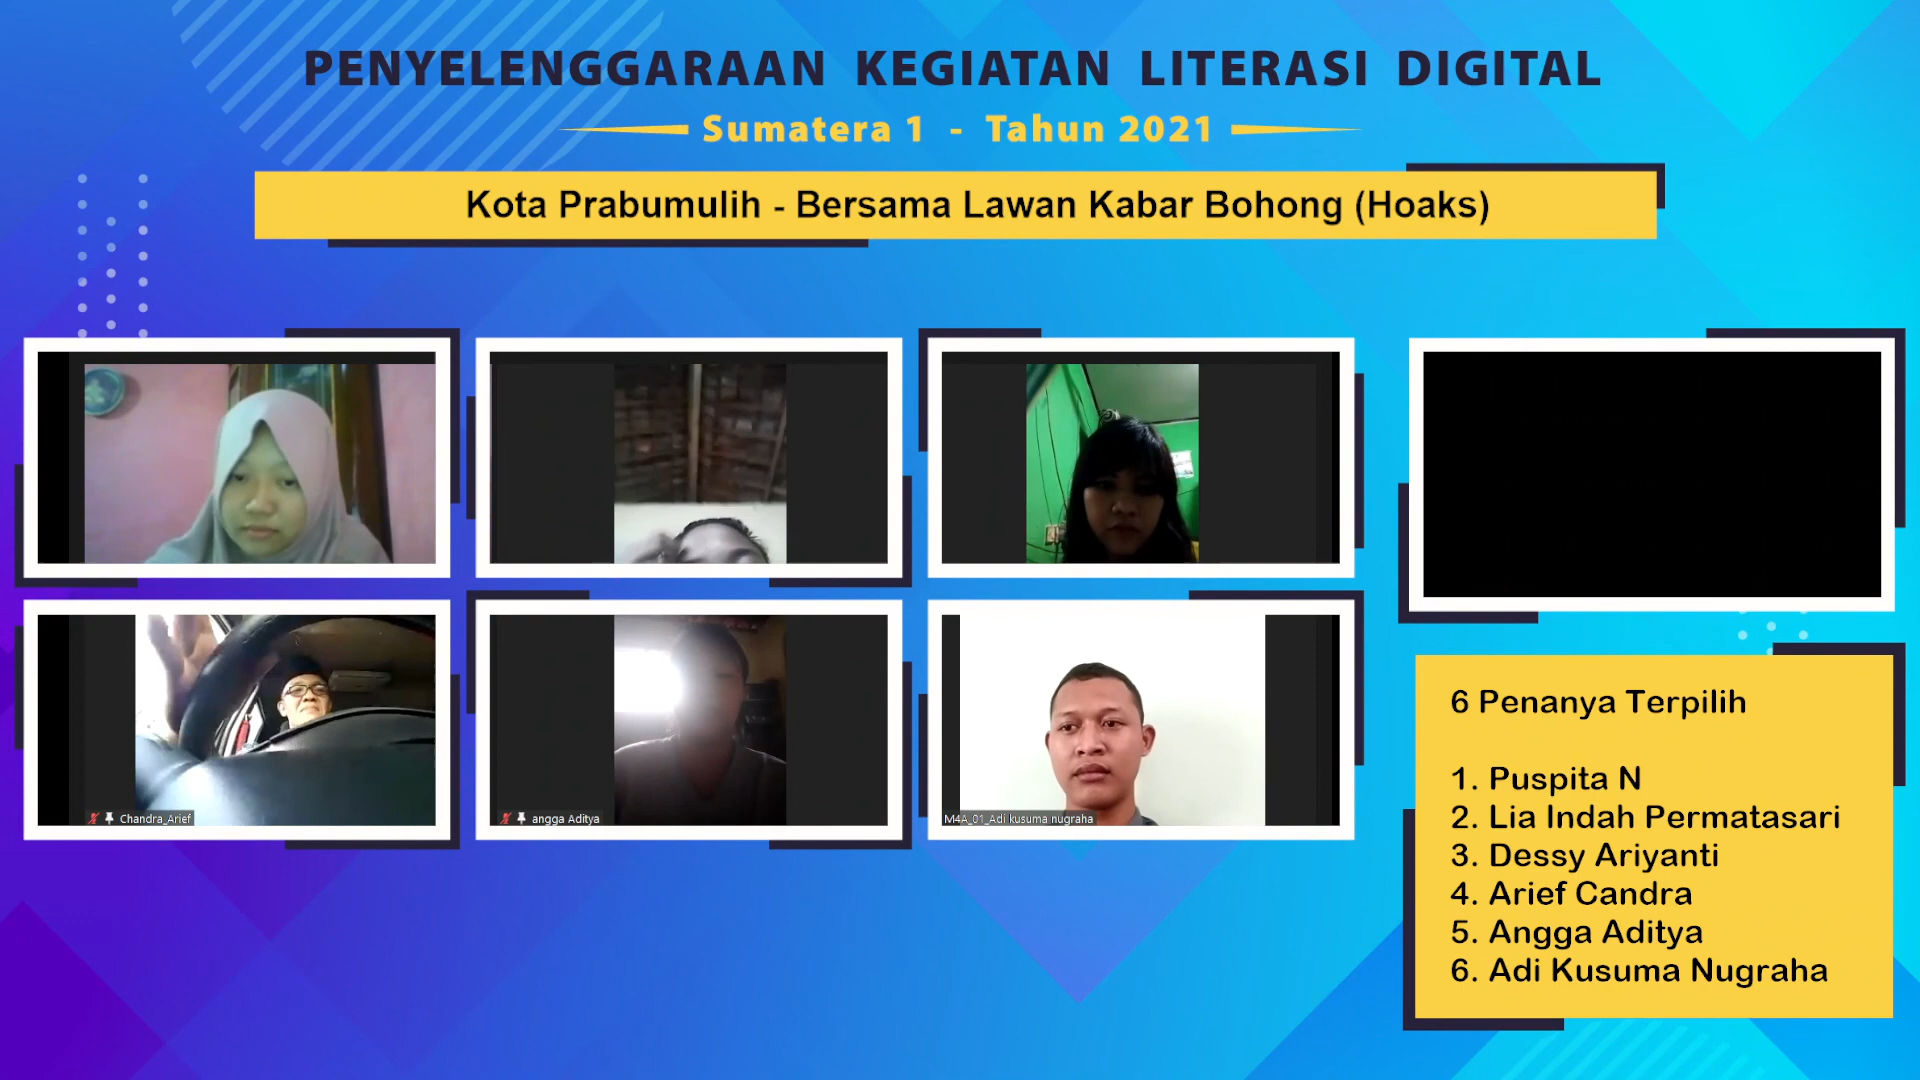 PENYELENGGARAAN KEGIATAN LITERASI DIGITAL
Sumatera 1 - Tahun 2021
Kota Prabumulih - Bersama Lawan Kabar Bohong (Hoaks)
Chandra_Arief
angga Aditya
M4A_01_Adi kusuma nugraha
6 Penanya Terpilih
1. Puspita N
2. Lia Indah Permatasari
3. Dessy Ariyanti
4. Arief Candra
5. Angga Aditya
6. Adi Kusuma Nugraha